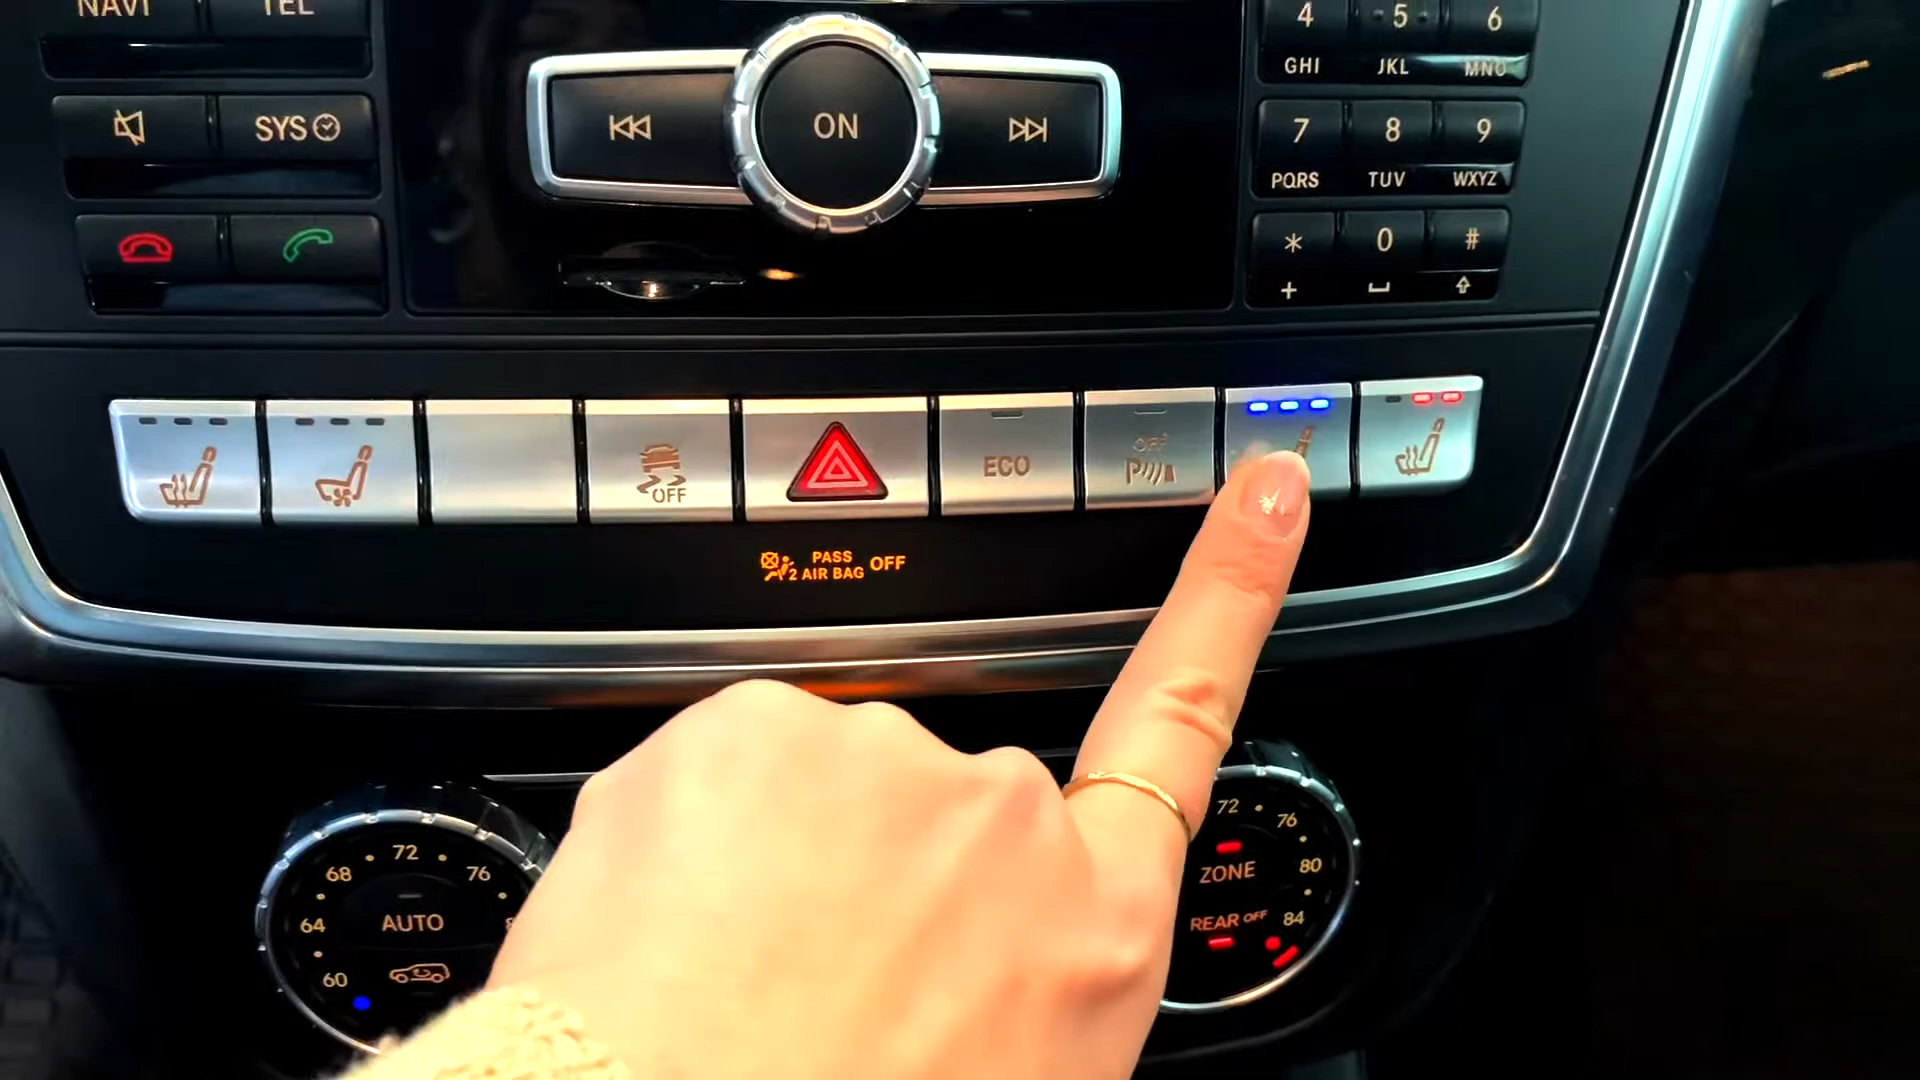 NAVI TEL
SYS
ON
4 5 6
GHI JKL MNO
7 8 9
PQRS TUV WXYZ
* 0 #
+
OFF
ECO
OFF
P
PASS
2 AIR BAG OFF
72
68 76
64 AUTO
60
72 76
ZONE 80
REAR OFF 84